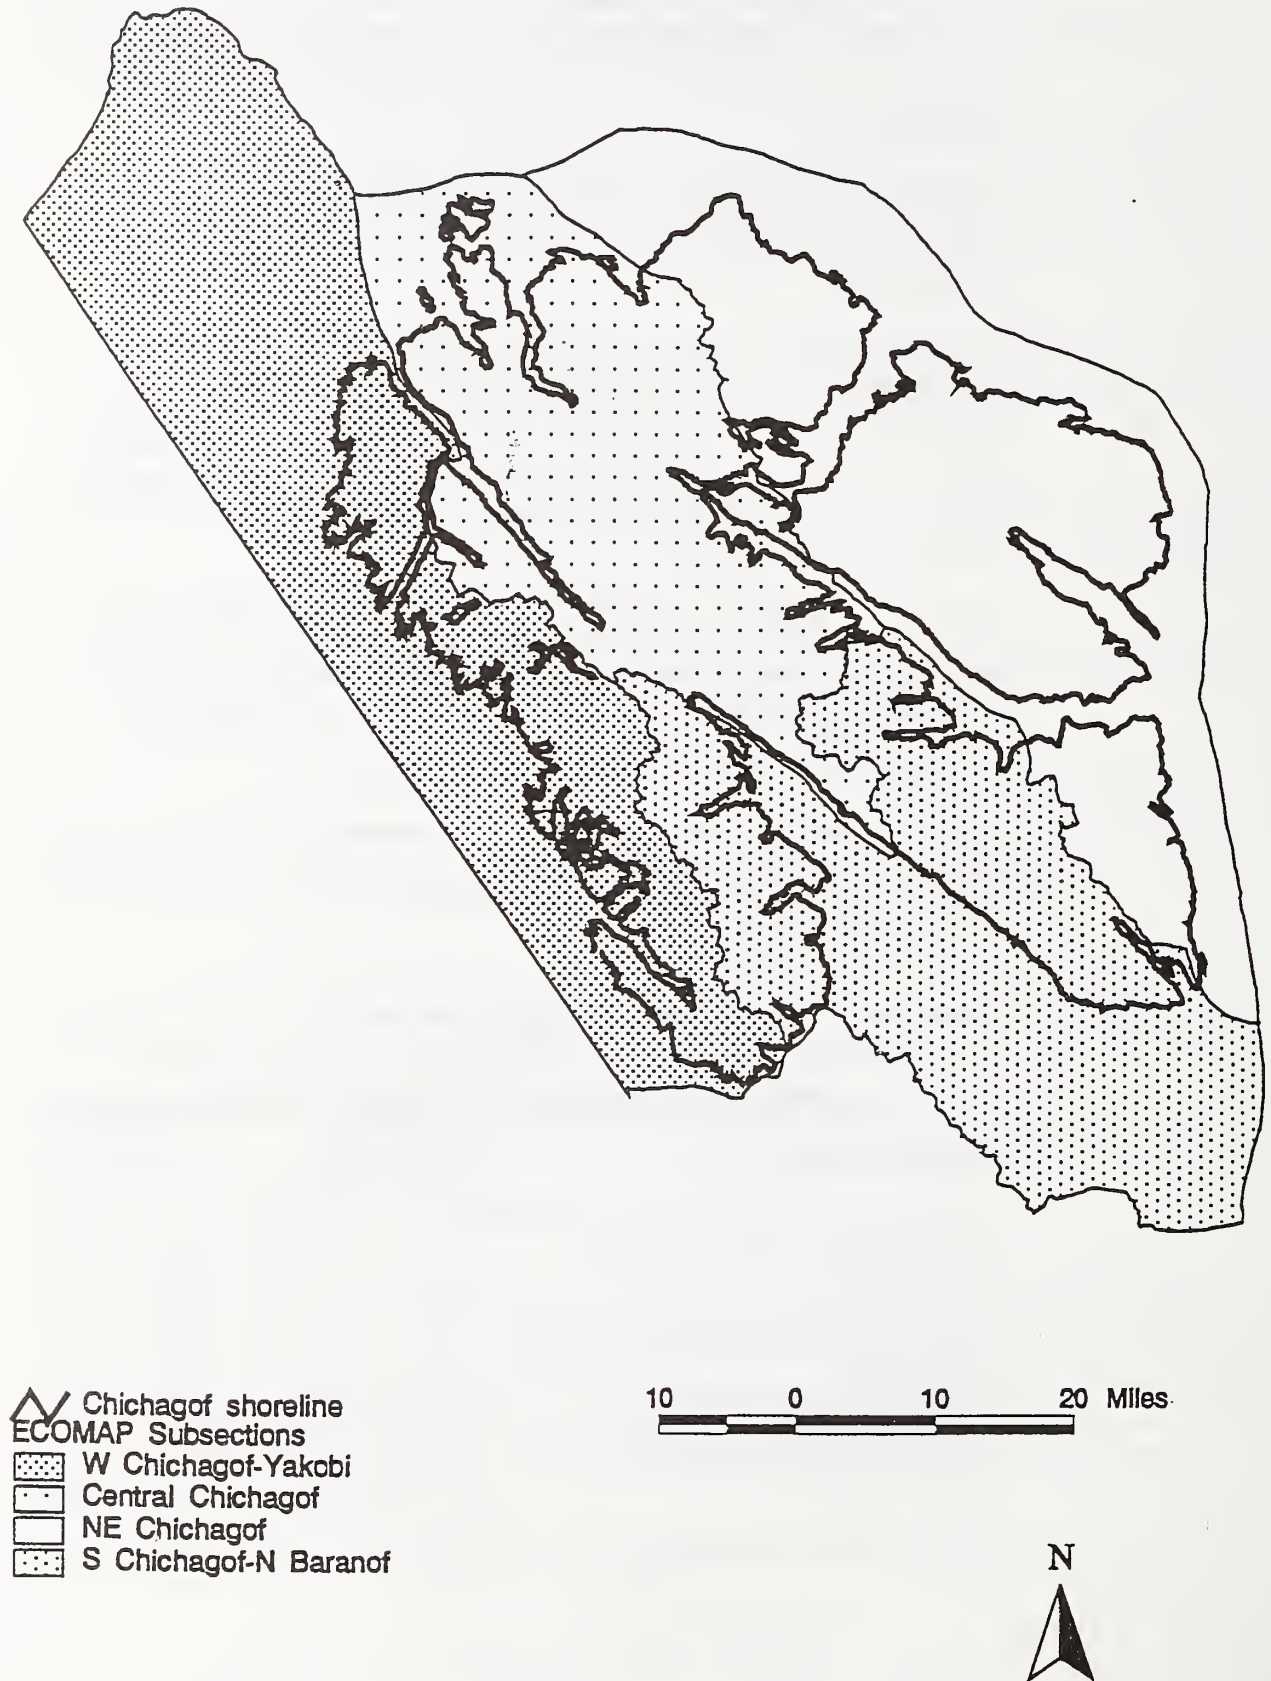 Chichagof shoreline
ECOMAP Subsections
W Chichagof-Yakobi
Central Chichagof
NE Chichagof
S Chichagof-N Baranof
10 0 10 20 Miles
N